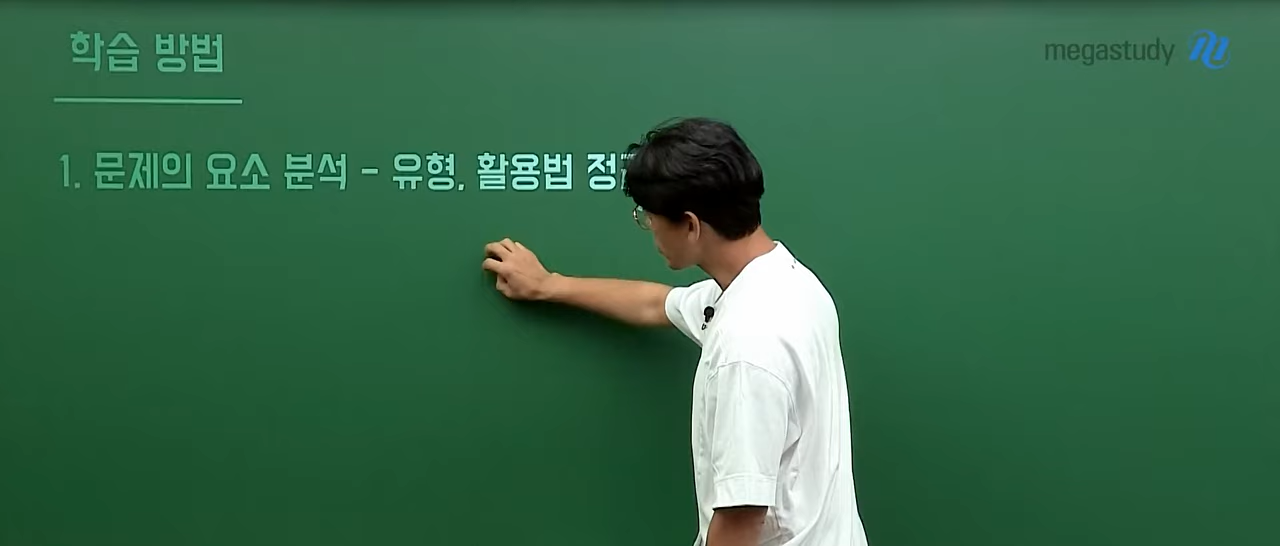 학습 방법
megastudy
1. 문제의 요소 분석 - 유형, 활용법